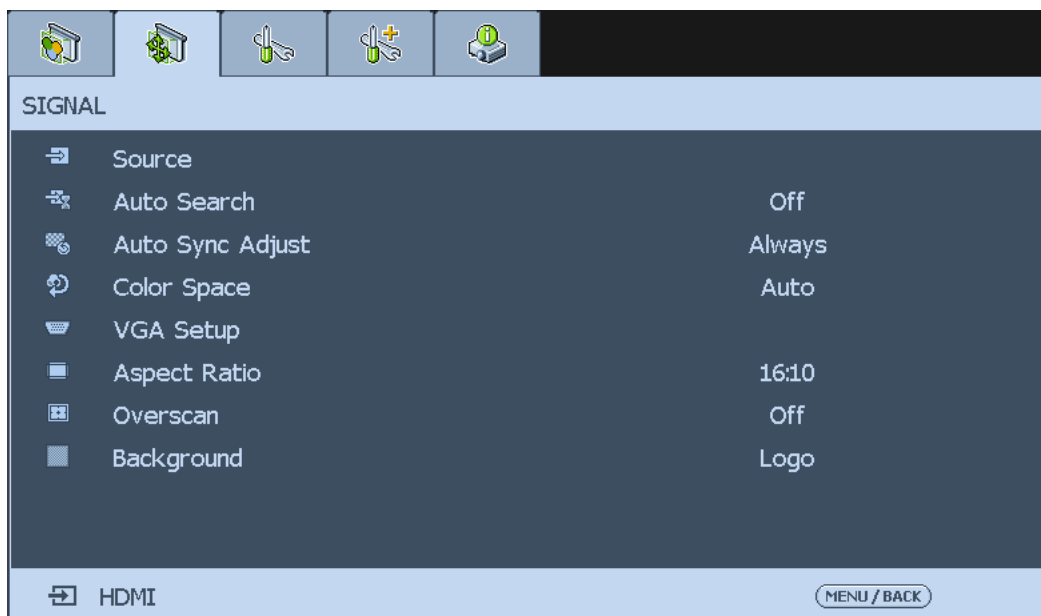 SIGNAL
Source
Auto Search Off
Auto Sync Adjust Always
Color Space Auto
VGA Setup
Aspect Ratio 16:10
Overscan Off
Background Logo
HDMI MENU / BACK